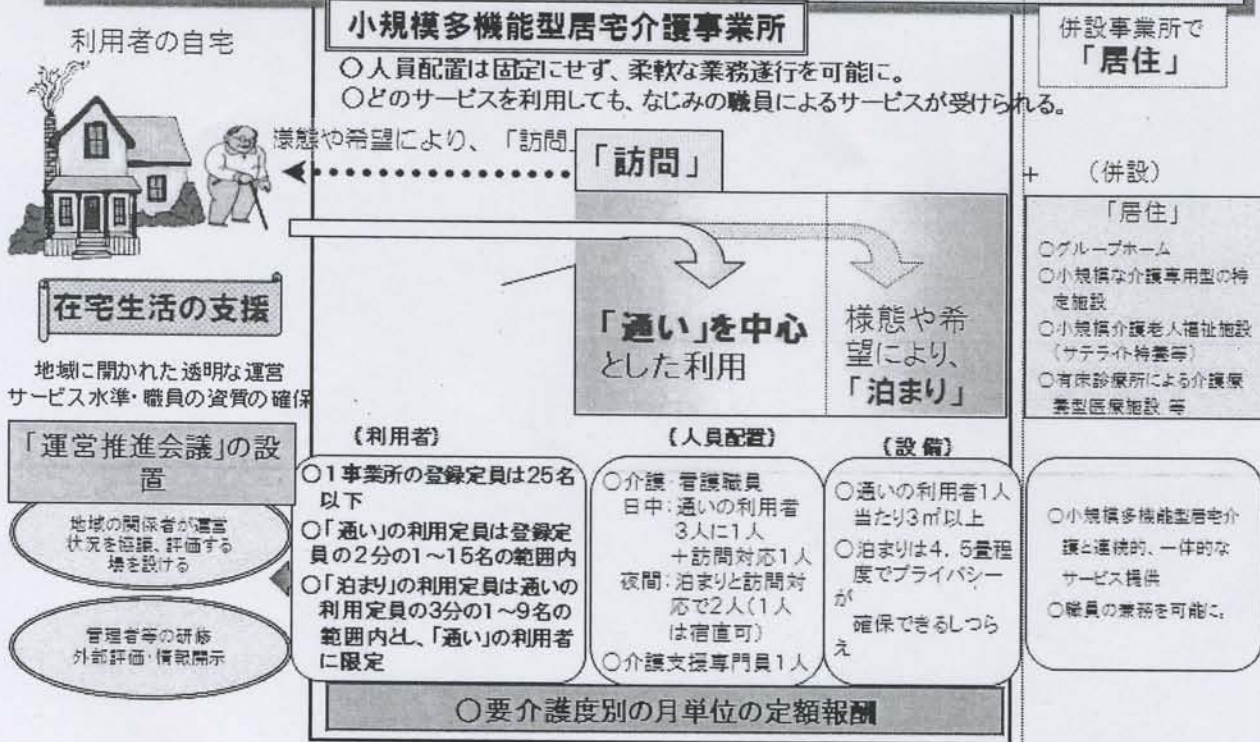 小規模多機能型居宅介護事業所
○人員配置は固定にせず、柔軟な業務遂行を可能に。
○どのサービスを利用しても、なじみの職員によるサービスが受けられる。
利用者の自宅
様態や希望により、「訪問」
「訪問」
在宅生活の支援
「通い」を中心
とした利用
様態や希
望により、
「泊まり」
地域に開かれた透明な運営
サービス水準・職員の資質の確保
「運営推進会議」の設
置
地域の関係者が運営
状況を協議、評価する
場を設ける
管理者等の研修
外部評価・情報開示
《利用者》
○1事業所の登録定員は25名
以下
○「通い」の利用定員は登録定
員の2分の1～15名の範囲内
○「泊まり」の利用定員は通いの
利用定員の3分の1～9名の
範囲内とし、「通い」の利用者
に限定
《人員配置》
○介護・看護職員
日中：通いの利用者
3人に1人
＋訪問対応1人
夜間：泊まりと訪問対
応で2人（1人
は宿直可）
○介護支援専門員1人
《設備》
○通いの利用者1人
当たり3㎡以上
○泊まりは4．5畳程
度でプライバシー
が
確保できるしつら
え
○要介護度別の月単位の定額報酬
併設事業所で
「居住」
+ （併設）
「居住」
○グループホーム
○小規模な介護専用型の特
定施設
○小規模介護老人福祉施設
（サテライト特養等）
○有床診療所による介護療
養型医療施設 等
○小規模多機能型居宅介
護と連続的、一体的な
サービス提供
○職員の兼務を可能に。